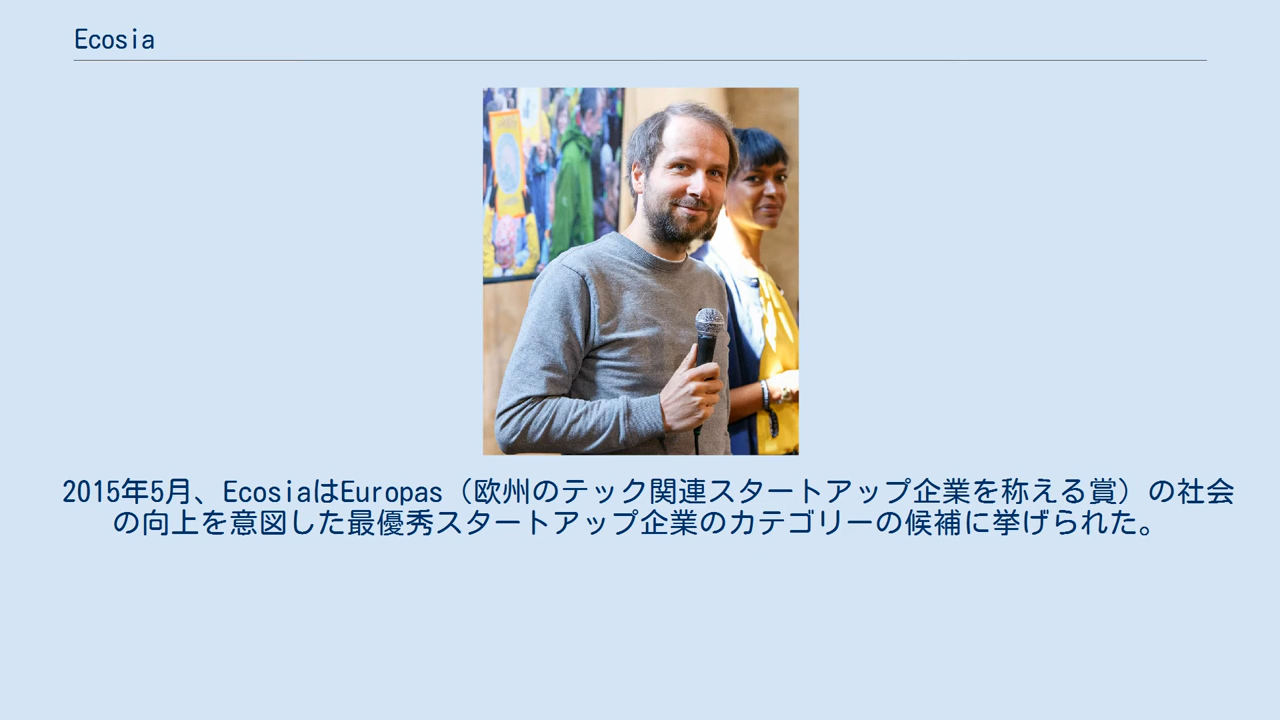 Ecosia
2015年5月、EcosiaはEuropas（欧州のテック関連スタートアップ企業を称える賞）の社会
の向上を意図した最優秀スタートアップ企業のカテゴリーの候補に挙げられた。